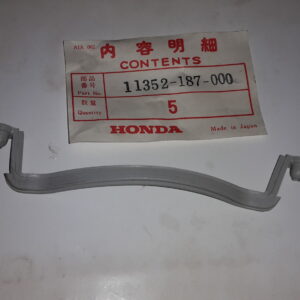 内容明細
CONTENTS
部品番号
Part No.
11352-187-000
数量
Quantity
5
HONDA
Made in Japan